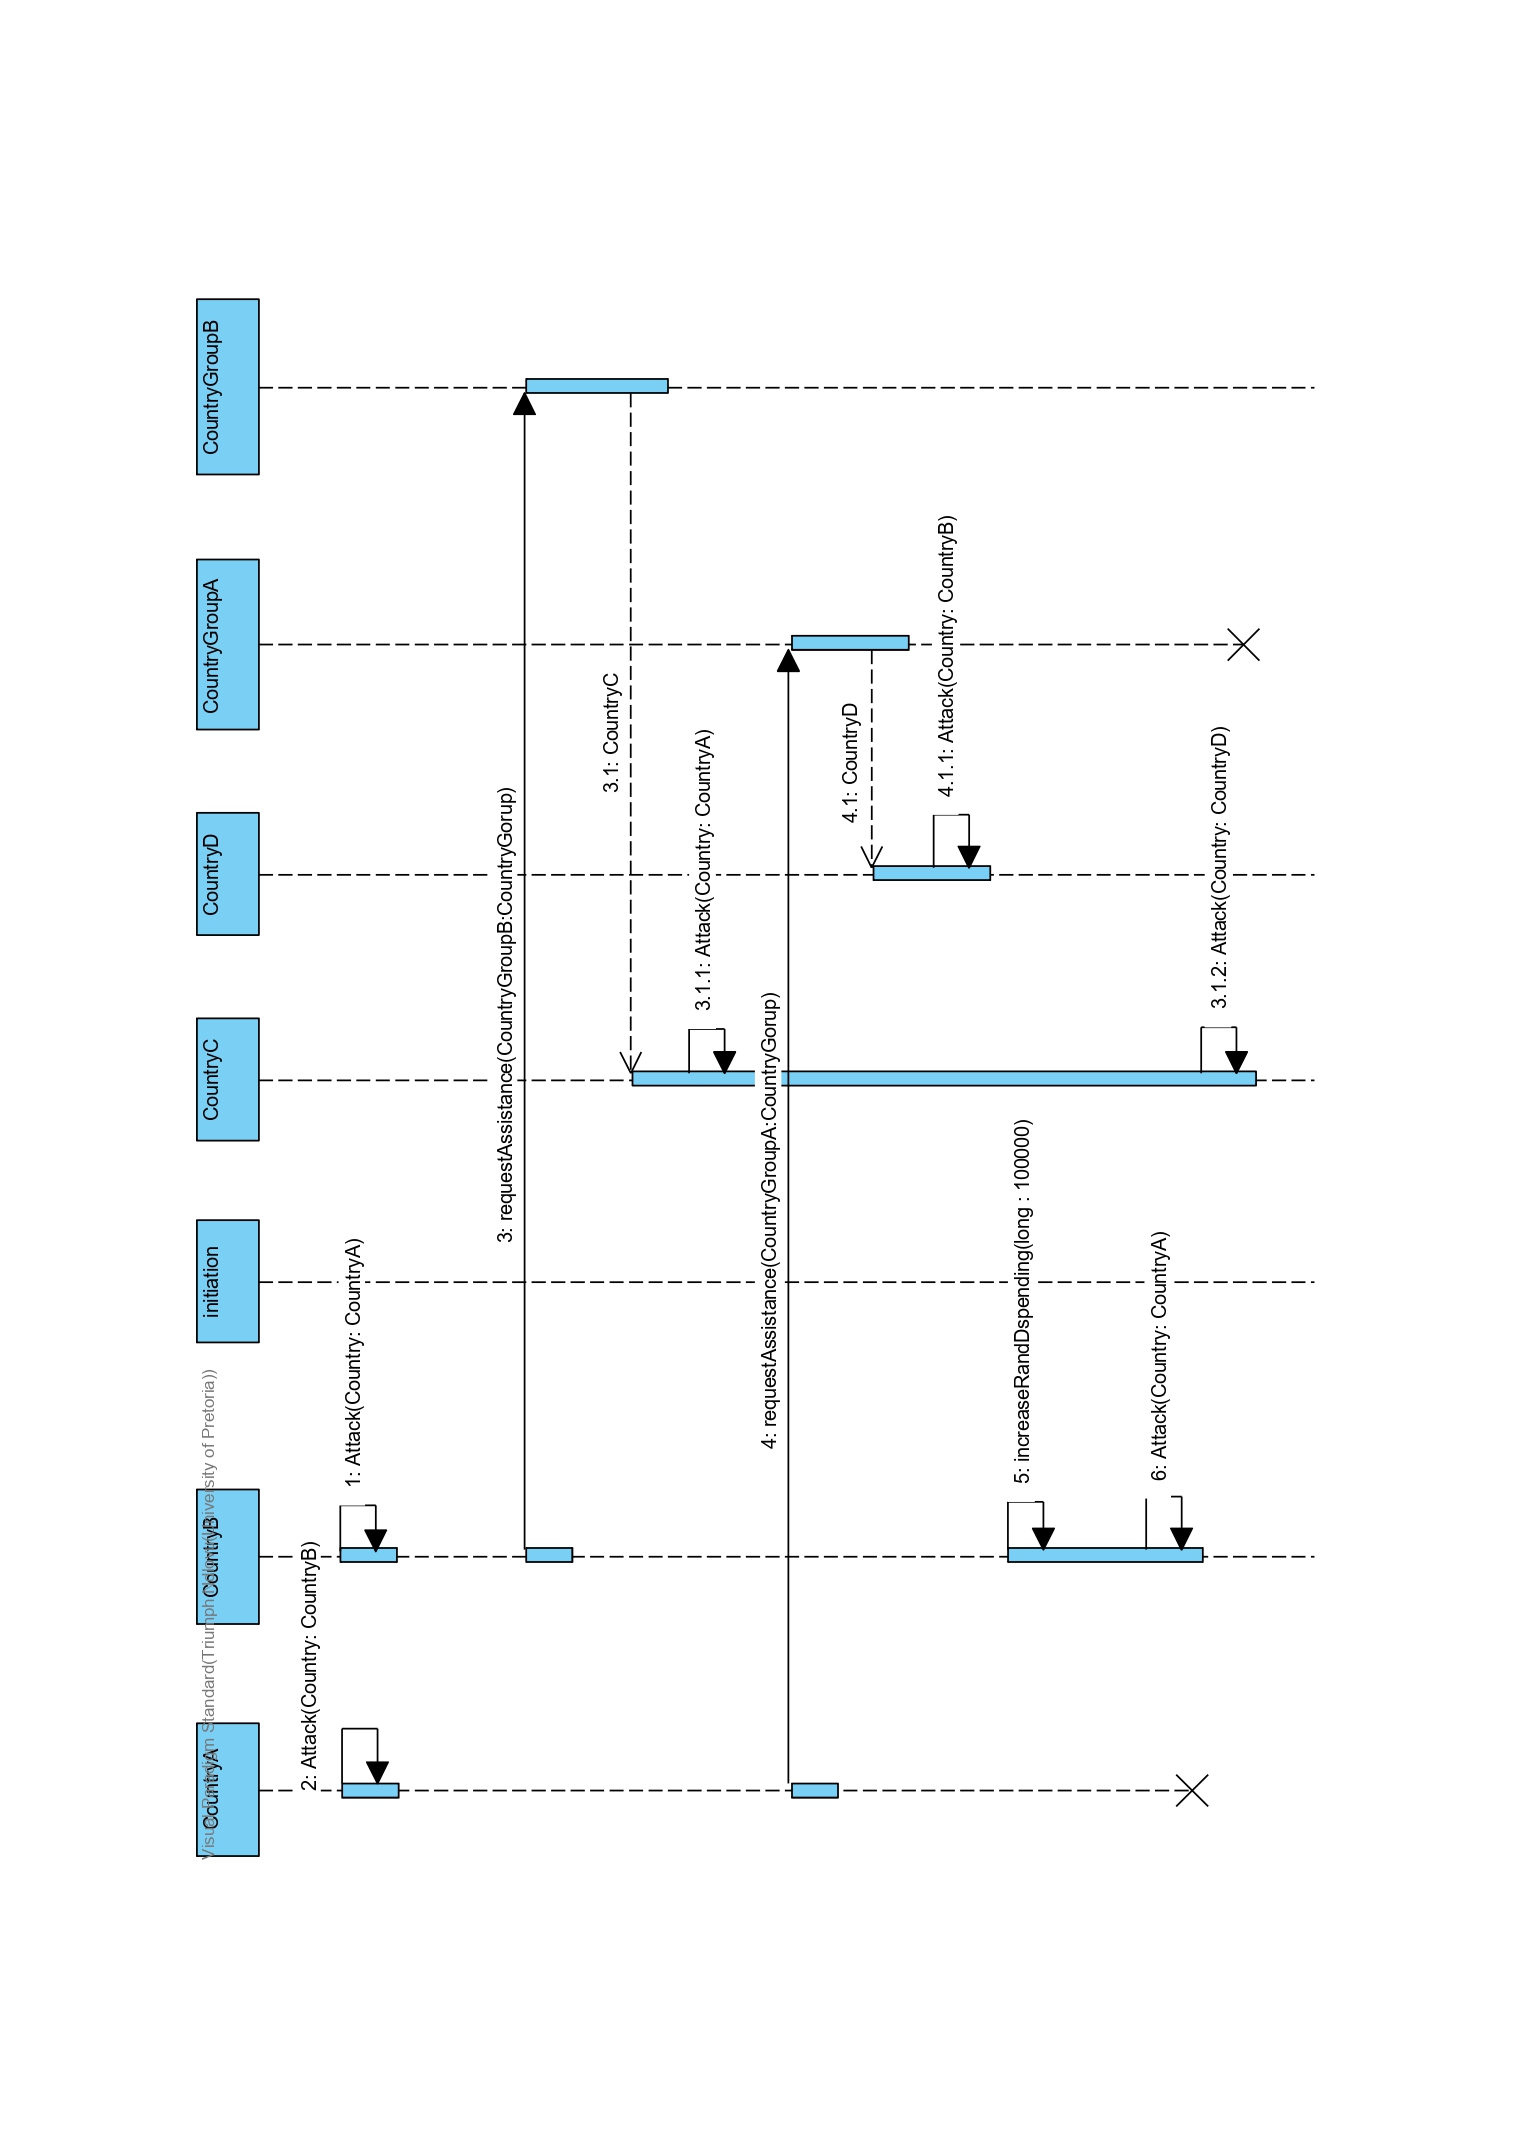 CountryA
CountryB
initiation
CountryC
CountryD
CountryGroupA
CountryGroupB
Visual Paradigm Standard(Triumph Ndlovu(University of Pretoria))
2: Attack(Country: CountryB)
1: Attack(Country: CountryA)
3: requestAssistance(CountryGroupB:CountryGorup)
3.1: CountryC
3.1.1: Attack(Country: CountryA)
4: requestAssistance(CountryGroupA:CountryGorup)
4.1: CountryD
4.1.1: Attack(Country: CountryB)
5: increaseRandDspending(long : 100000)
6: Attack(Country: CountryA)
3.1.2: Attack(Country: CountryD)